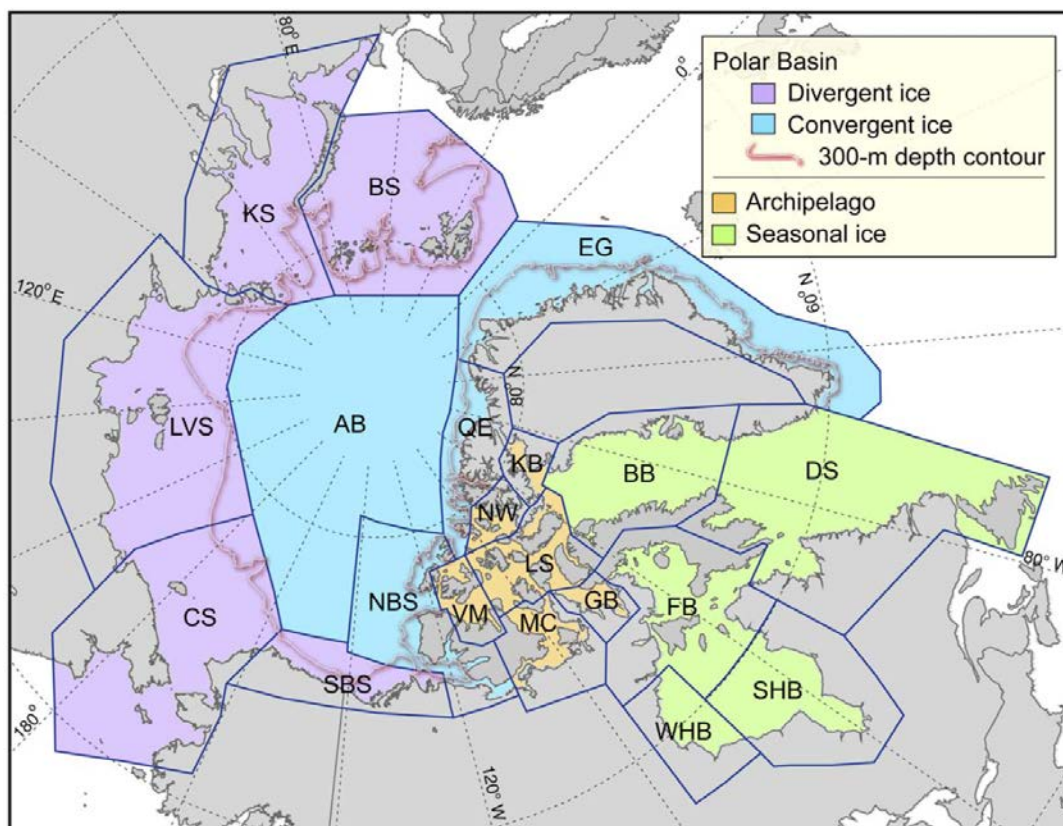 80° E
0°
Polar Basin
Divergent ice
Convergent ice
300-m depth contour
Archipelago
Seasonal ice
BS
KS
EG
120° E
60° N
80° N
LVS
AB
QE
KB
BB
DS
NW
LS
80° W
NBS
VM
MC
GB
FB
CS
SBS
SHB
WHB
180°
120° W